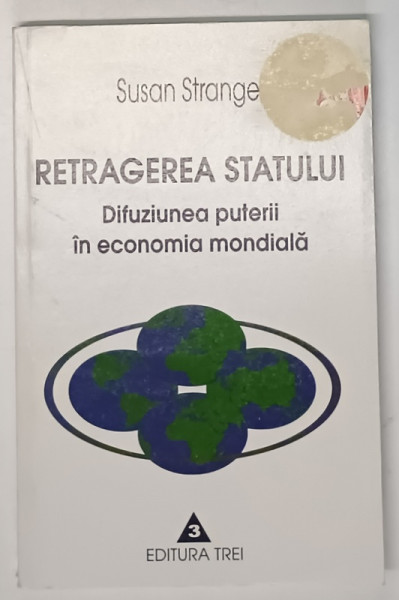 Susan Strange
RETRAGEREA STATULUI
Difuziunea puterii
în economia mondială
3
EDITURA TREI